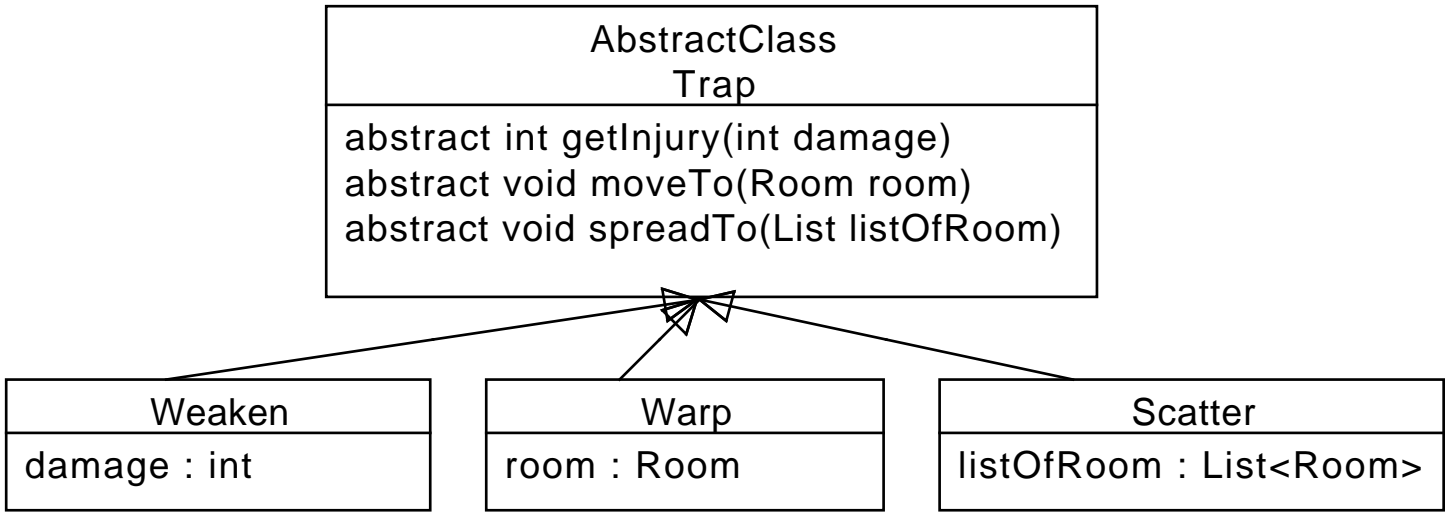 AbstractClass
Trap
abstract int getInjury(int damage)
abstract void moveTo(Room room)
abstract void spreadTo(List listOfRoom)
Weaken
damage : int
Warp
room : Room
Scatter
listOfRoom : List<Room>